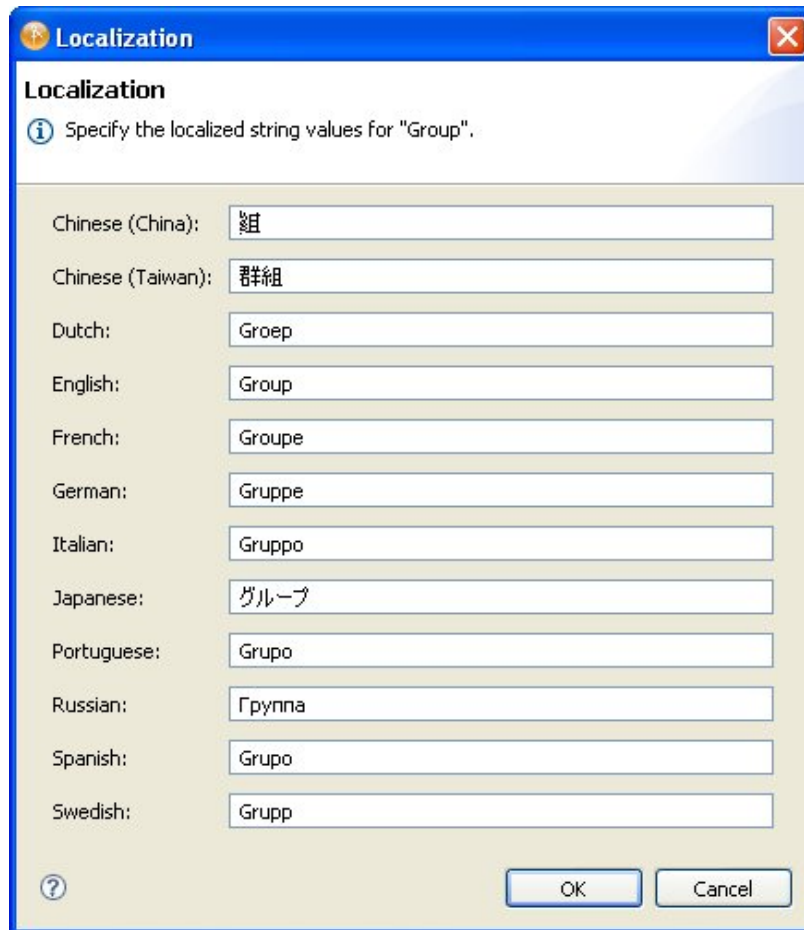 Localization
Localization
Specify the localized string values for "Group".
Chinese (China): 组
Chinese (Taiwan): 群組
Dutch: Groep
English: Group
French: Groupe
German: Gruppe
Italian: Gruppo
Japanese: グループ
Portuguese: Grupo
Russian: Группа
Spanish: Grupo
Swedish: Grupp
? OK Cancel